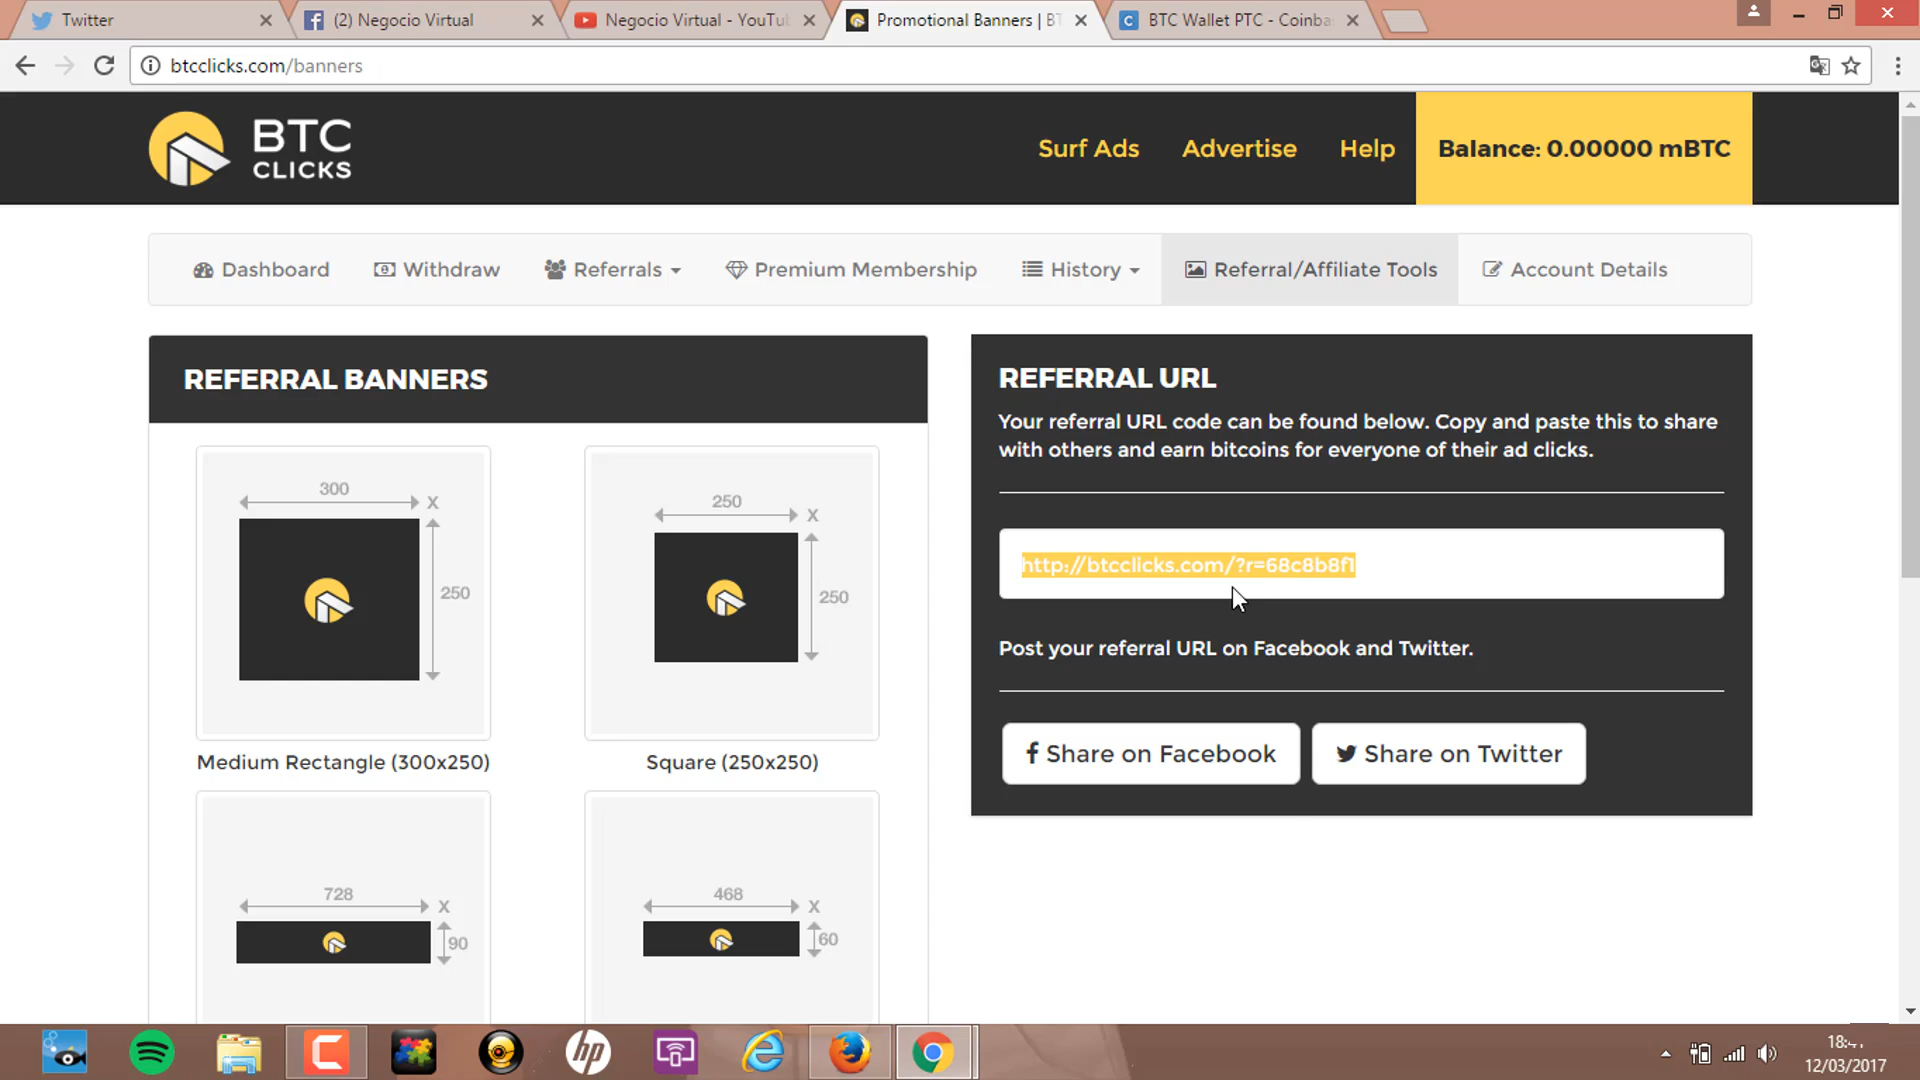 Twitter
(2) Negocio Virtual
Negocio Virtual - YouTu
Promotional Banners | BT
BTC Wallet PTC - Coinba
btcclicks.com/banners
BTC
CLICKS
Surf Ads
Advertise
Help
Balance: 0.00000 mBTC
Dashboard
Withdraw
Referrals
Premium Membership
History
Referral/Affiliate Tools
Account Details
REFERRAL BANNERS
300
X
250
Medium Rectangle (300x250)
250
X
250
Square (250x250)
728
X
90
468
X
60
REFERRAL URL
Your referral URL code can be found below. Copy and paste this to share
with others and earn bitcoins for everyone of their ad clicks.
http://btcclicks.com/?r=68c8b8f1
Post your referral URL on Facebook and Twitter.
Share on Facebook
Share on Twitter
hp
12/03/2017